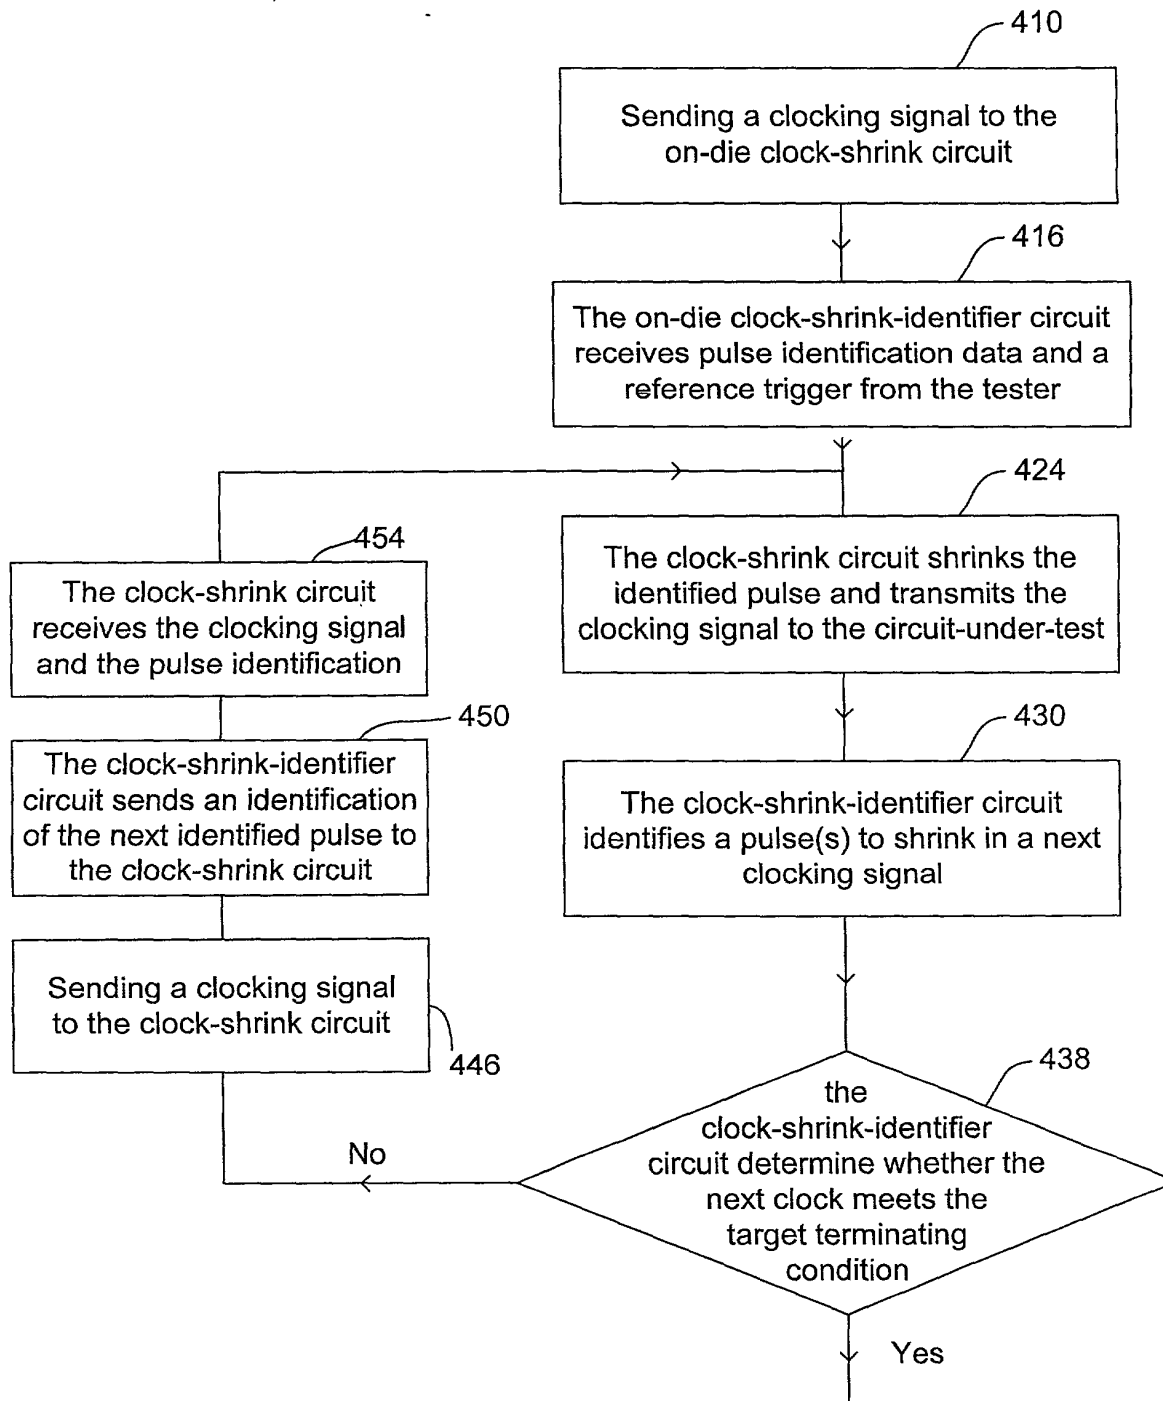 410
Sending a clocking signal to the
on-die clock-shrink circuit
416
The on-die clock-shrink-identifier circuit
receives pulse identification data and a
reference trigger from the tester
424
The clock-shrink circuit shrinks the
identified pulse and transmits the
clocking signal to the circuit-under-test
430
The clock-shrink-identifier circuit
identifies a pulse(s) to shrink in a next
clocking signal
438
the
clock-shrink-identifier
circuit determine whether the
next clock meets the
target terminating
condition
Yes
No
446
Sending a clocking signal
to the clock-shrink circuit
450
The clock-shrink-identifier
circuit sends an identification
of the next identified pulse to
the clock-shrink circuit
454
The clock-shrink circuit
receives the clocking signal
and the pulse identification